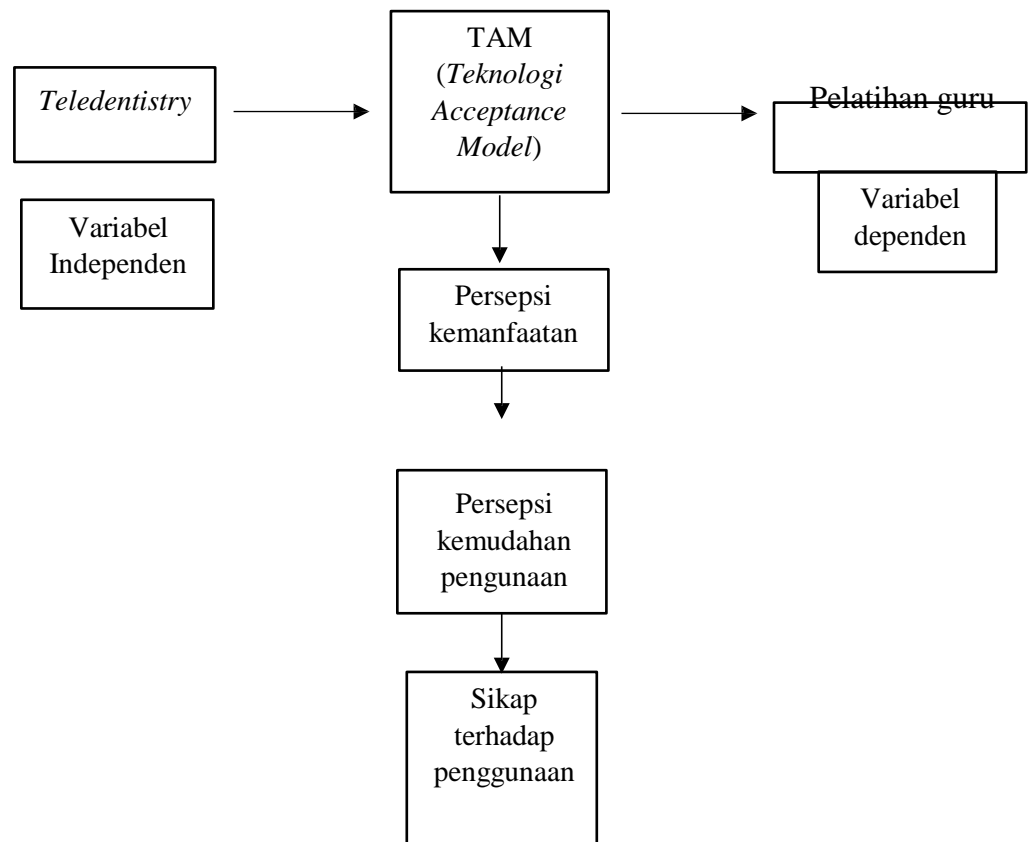 Teledentistry
TAM
(Teknologi
Acceptance
Model)
Pelatihan guru
Variabel
Independen
Variabel
dependen
Persepsi
kemanfaatan
Persepsi
kemudahan
pengunaan
Sikap
terhadap
penggunaan